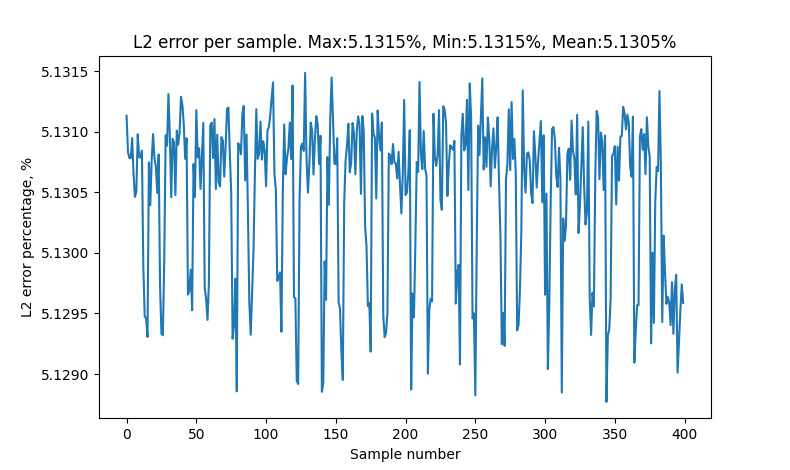 L2 error per sample. Max:5.1315%, Min:5.1315%, Mean:5.1305%
5.1315
5.1310
5.1305
5.1300
5.1295
5.1290
L2 error percentage, %
0 50 100 150 200 250 300 350 400
Sample number